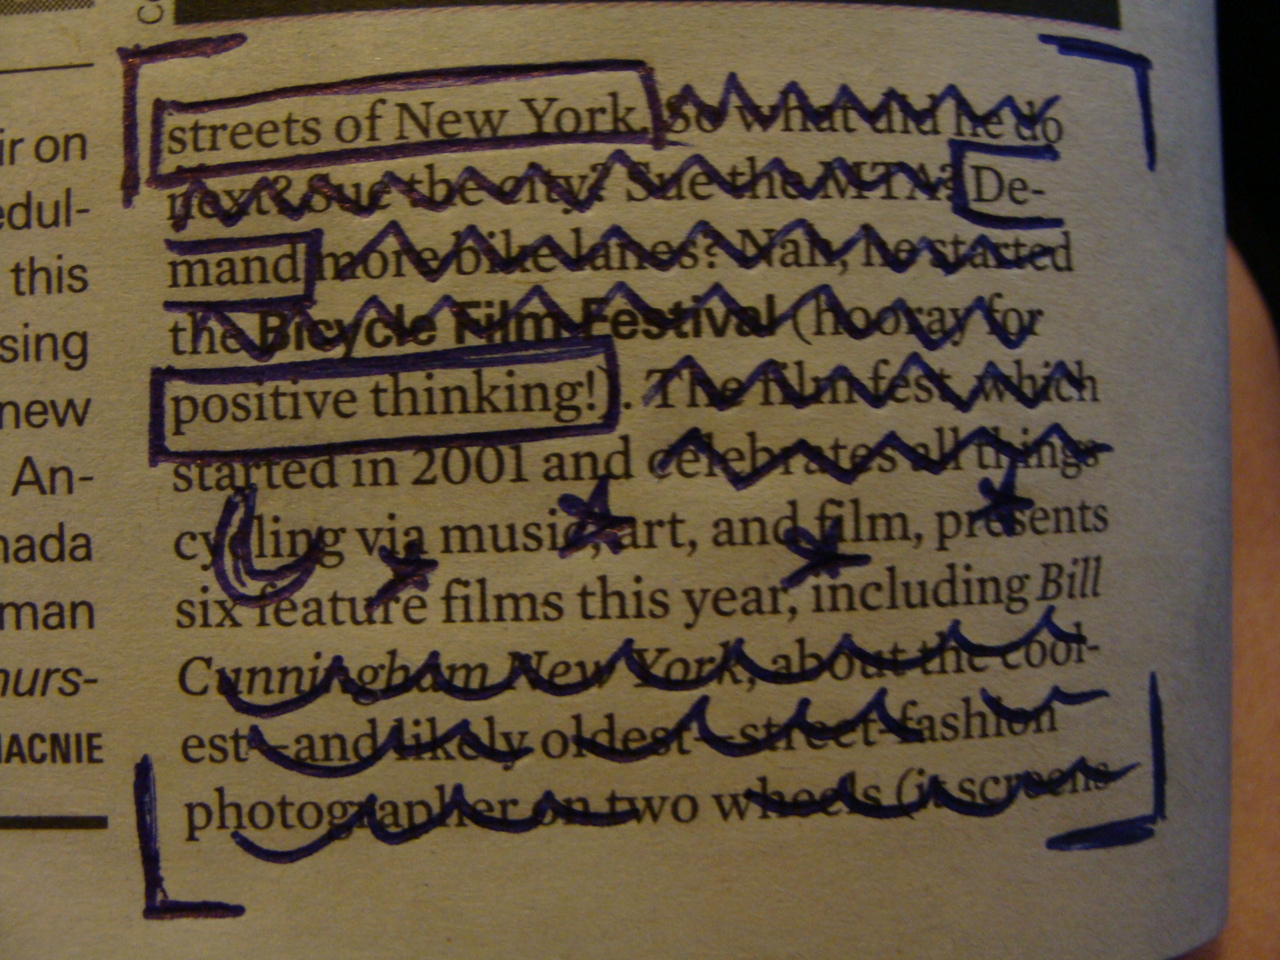 ir on
edul-
this
sing
new
An-
nada
man
nurs-
MACNIE
streets of New York. So what did he do
next? Sue the city? Sue the MTA? De-
mand more bike lanes? Nah, he started
the Bicycle Film Festival (hooray for
positive thinking!). The film fest which
started in 2001 and celebrates all things
cycling via music, art, and film, presents
six feature films this year, including Bill
Cunningham New York, about the cool-
est—and likely oldest—street-fashion
photographer on two wheels (it screens